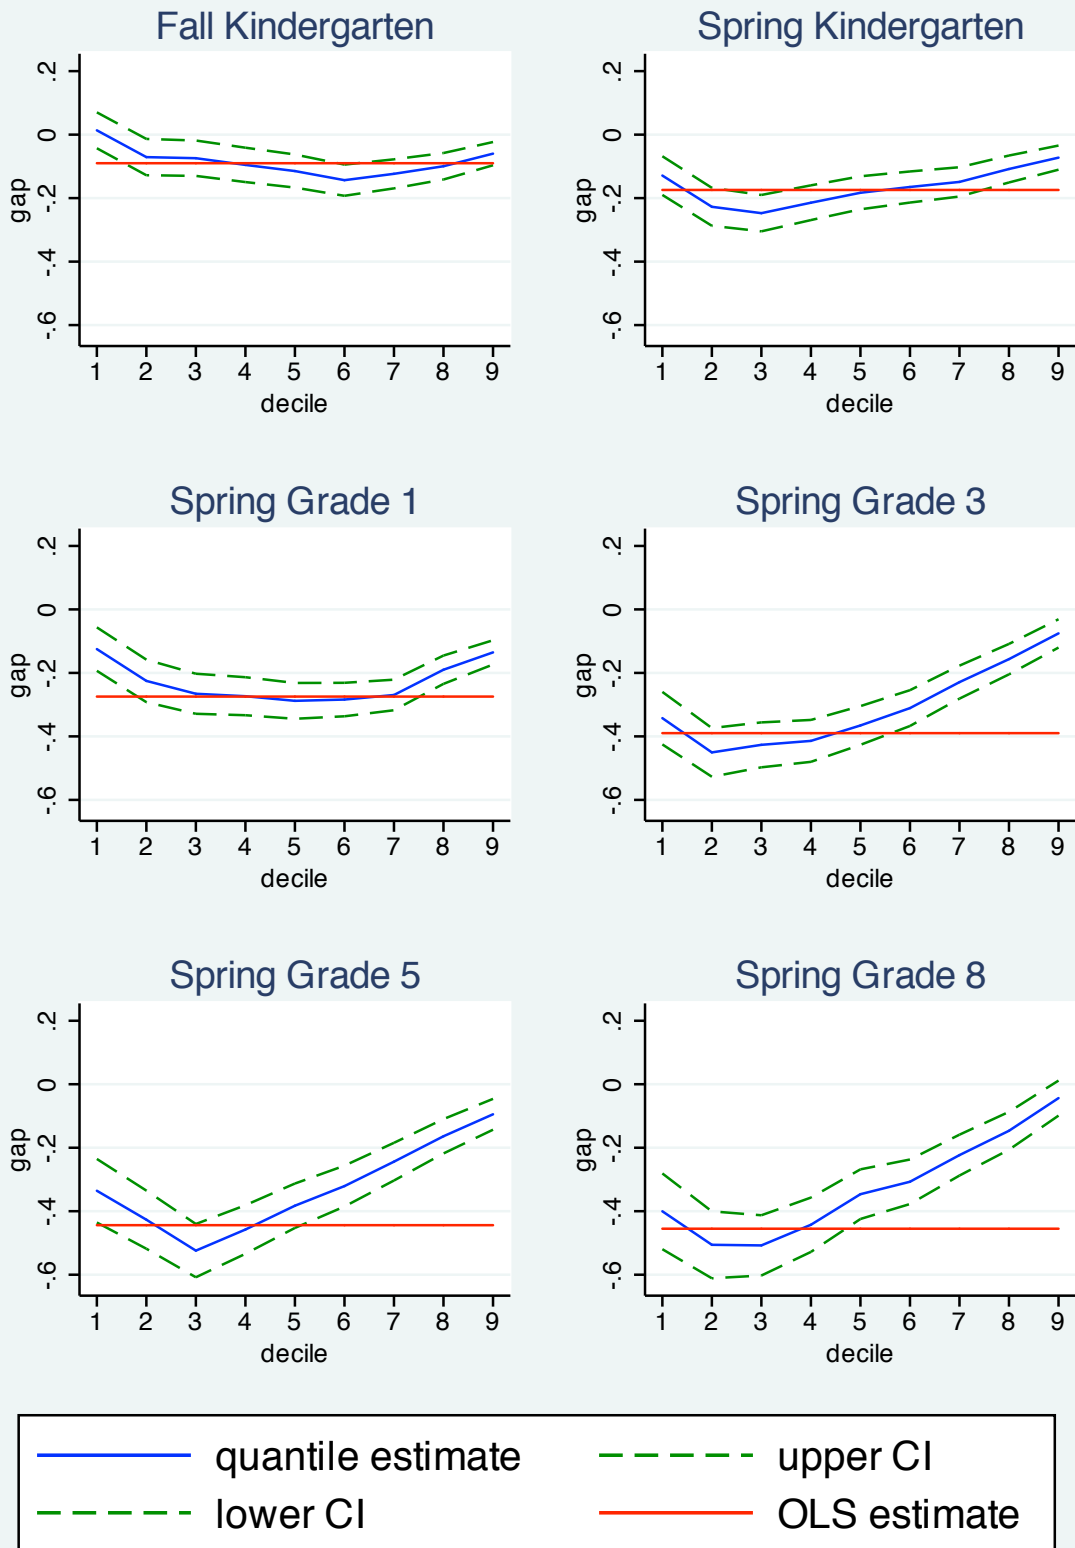 Fall Kindergarten
Spring Kindergarten
.2
0
-.2
-.4
-.6
gap
1 2 3 4 5 6 7 8 9
decile
.2
0
-.2
-.4
-.6
gap
1 2 3 4 5 6 7 8 9
decile
Spring Grade 1
Spring Grade 3
.2
0
-.2
-.4
-.6
gap
1 2 3 4 5 6 7 8 9
decile
.2
0
-.2
-.4
-.6
gap
1 2 3 4 5 6 7 8 9
decile
Spring Grade 5
Spring Grade 8
.2
0
-.2
-.4
-.6
gap
1 2 3 4 5 6 7 8 9
decile
.2
0
-.2
-.4
-.6
gap
1 2 3 4 5 6 7 8 9
decile
quantile estimate
upper CI
lower CI
OLS estimate